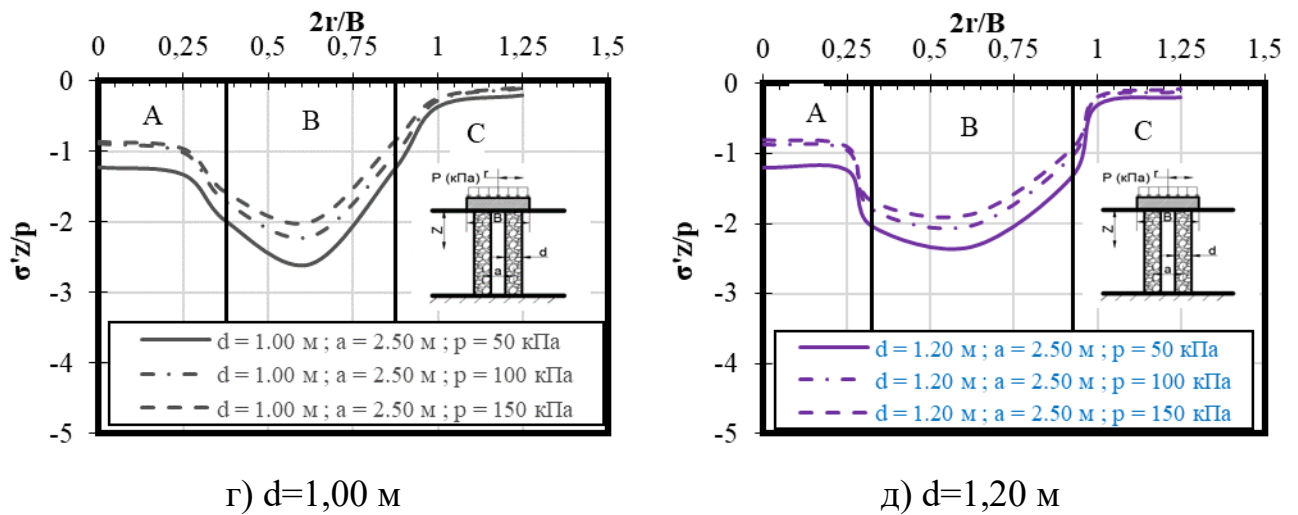 2r/B
0 0,25 0,5 0,75 1 1,25 1,5
0
-1
-2
-3
-4
-5
σ'z/p
A
B
C
P (кПа) r
B
Z
d
a
d = 1.00 м ; a = 2.50 м ; p = 50 кПа
d = 1.00 м ; a = 2.50 м ; p = 100 кПа
d = 1.00 м ; a = 2.50 м ; p = 150 кПа
г) d=1,00 м
2r/B
0 0,25 0,5 0,75 1 1,25 1,5
0
-1
-2
-3
-4
-5
σ'z/p
A
B
C
P (кПа) r
B
Z
d
a
d = 1.20 м ; a = 2.50 м ; p = 50 кПа
d = 1.20 м ; a = 2.50 м ; p = 100 кПа
d = 1.20 м ; a = 2.50 м ; p = 150 кПа
д) d=1,20 м